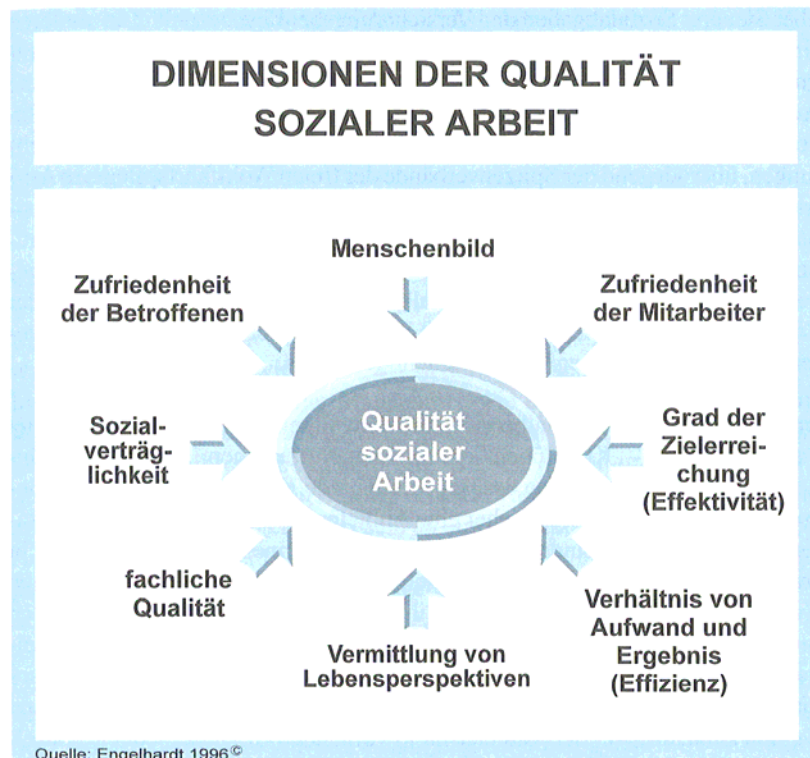 DIMENSIONEN DER QUALITÄT
SOZIALER ARBEIT
Menschenbild
Zufriedenheit
der Betroffenen
Zufriedenheit
der Mitarbeiter
Sozial-
verträg-
lichkeit
Qualität
sozialer
Arbeit
Grad der
Zielerrei-
chung
(Effektivität)
fachliche
Qualität
Vermittlung von
Lebensperspektiven
Verhältnis von
Aufwand und
Ergebnis
(Effizienz)
Quelle: Engelhardt 1996©